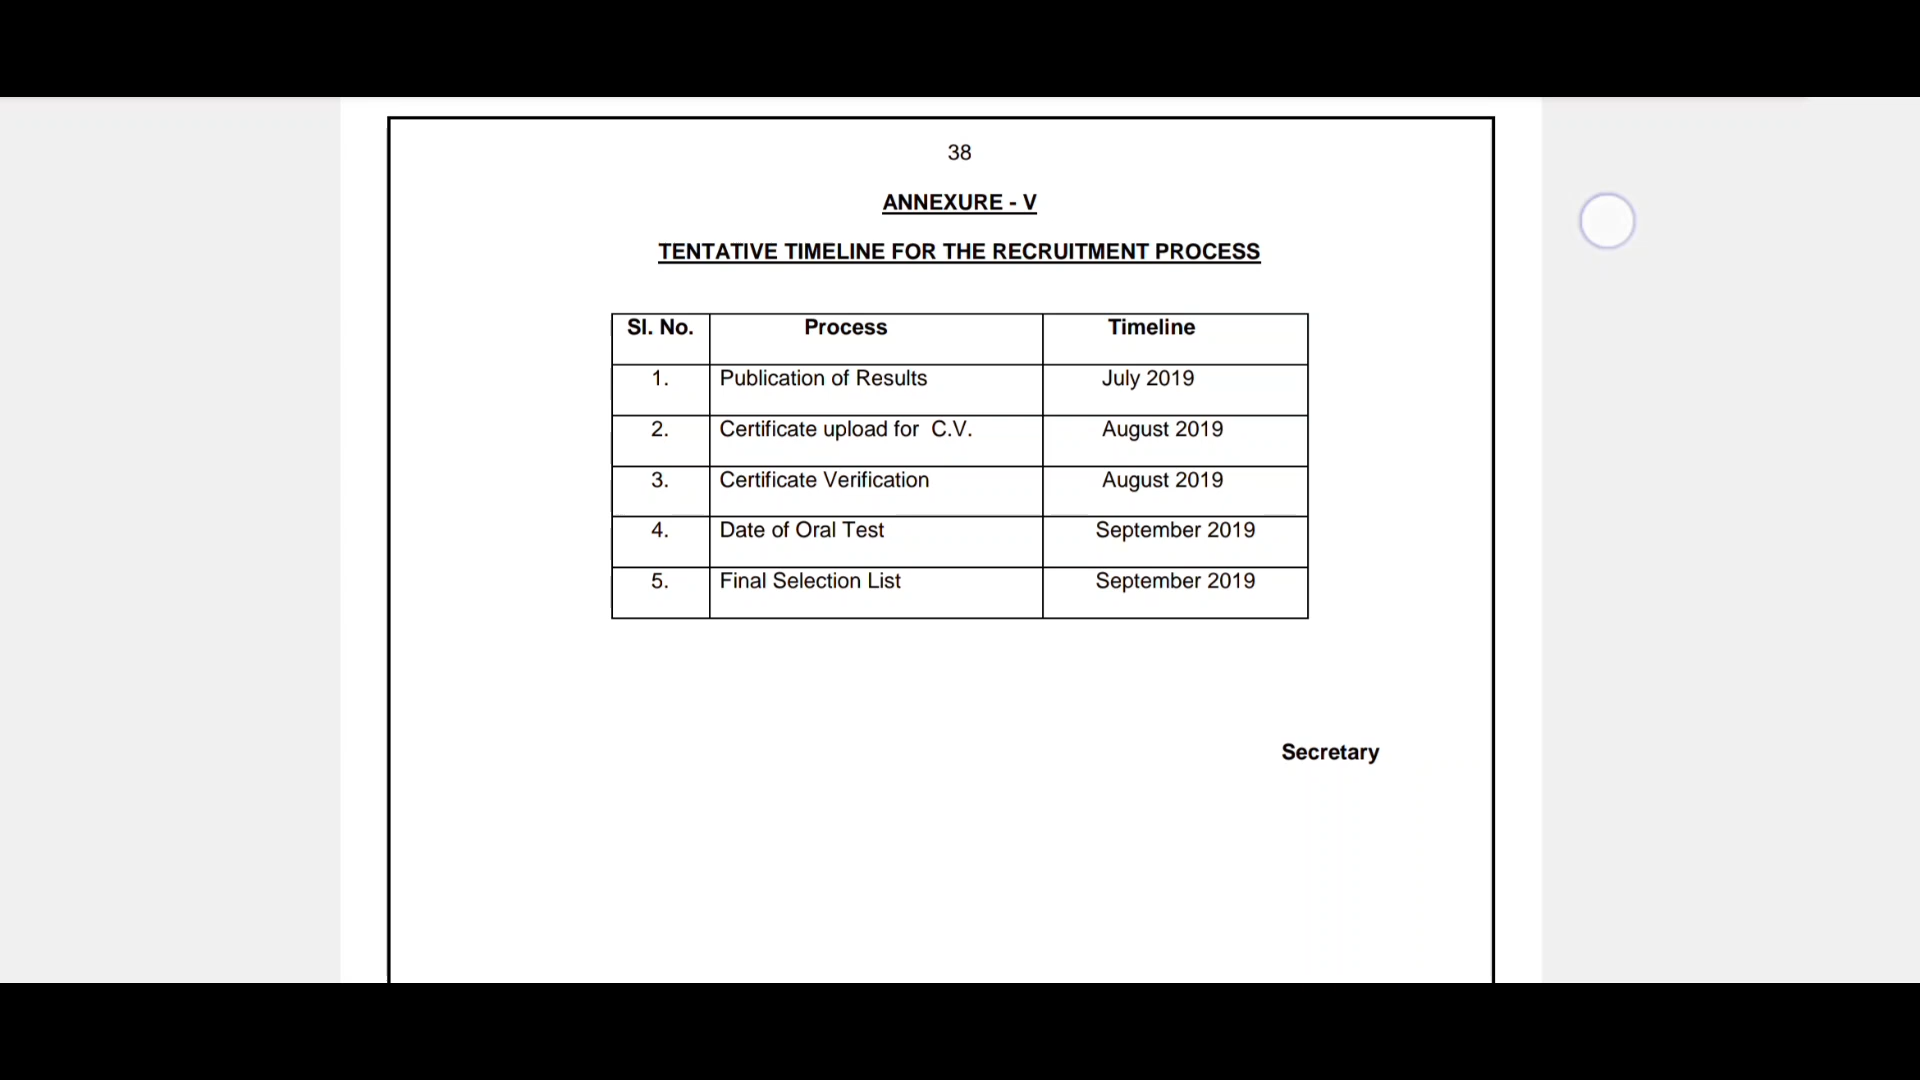 38
ANNEXURE - V
TENTATIVE TIMELINE FOR THE RECRUITMENT PROCESS
Sl. No. Process Timeline
1. Publication of Results July 2019
2. Certificate upload for C.V. August 2019
3. Certificate Verification August 2019
4. Date of Oral Test September 2019
5. Final Selection List September 2019
Secretary